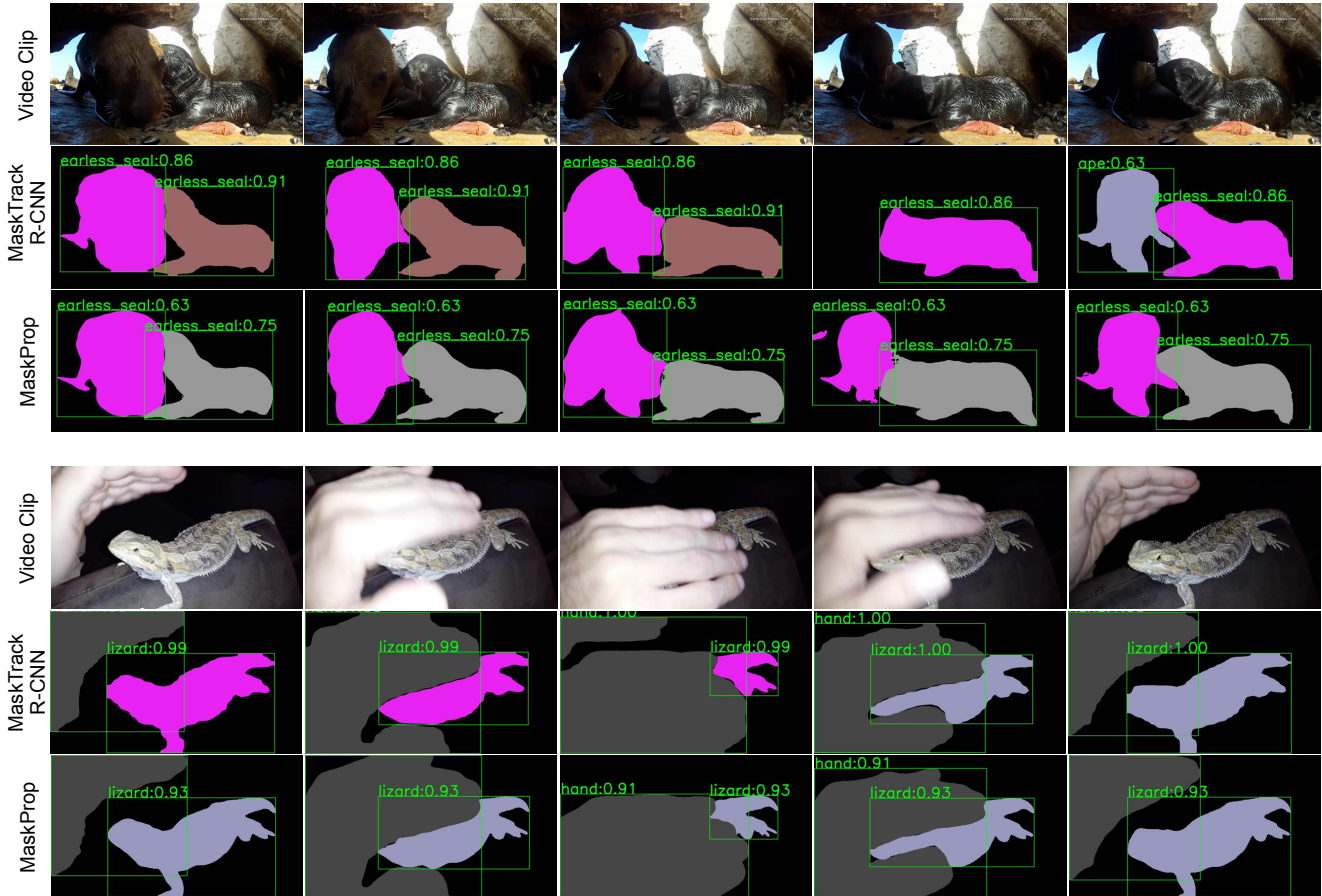 Video Clip
MaskTrack
R-CNN
earless_seal:0.86
earless_seal:0.91
earless_seal:0.86
earless_seal:0.91
earless_seal:0.86
earless_seal:0.91
earless_seal:0.86
ape:0.63
earless_seal:0.86
MaskProp
earless_seal:0.63
earless_seal:0.75
earless_seal:0.63
earless_seal:0.75
earless_seal:0.63
earless_seal:0.75
earless_seal:0.63
earless_seal:0.75
earless_seal:0.63
earless_seal:0.75
Video Clip
MaskTrack
R-CNN
lizard:0.99
lizard:0.99
hand:1.00
lizard:0.99
hand:1.00
lizard:1.00
lizard:1.00
MaskProp
lizard:0.93
lizard:0.93
hand:0.91
lizard:0.93
hand:0.91
lizard:0.93
lizard:0.93